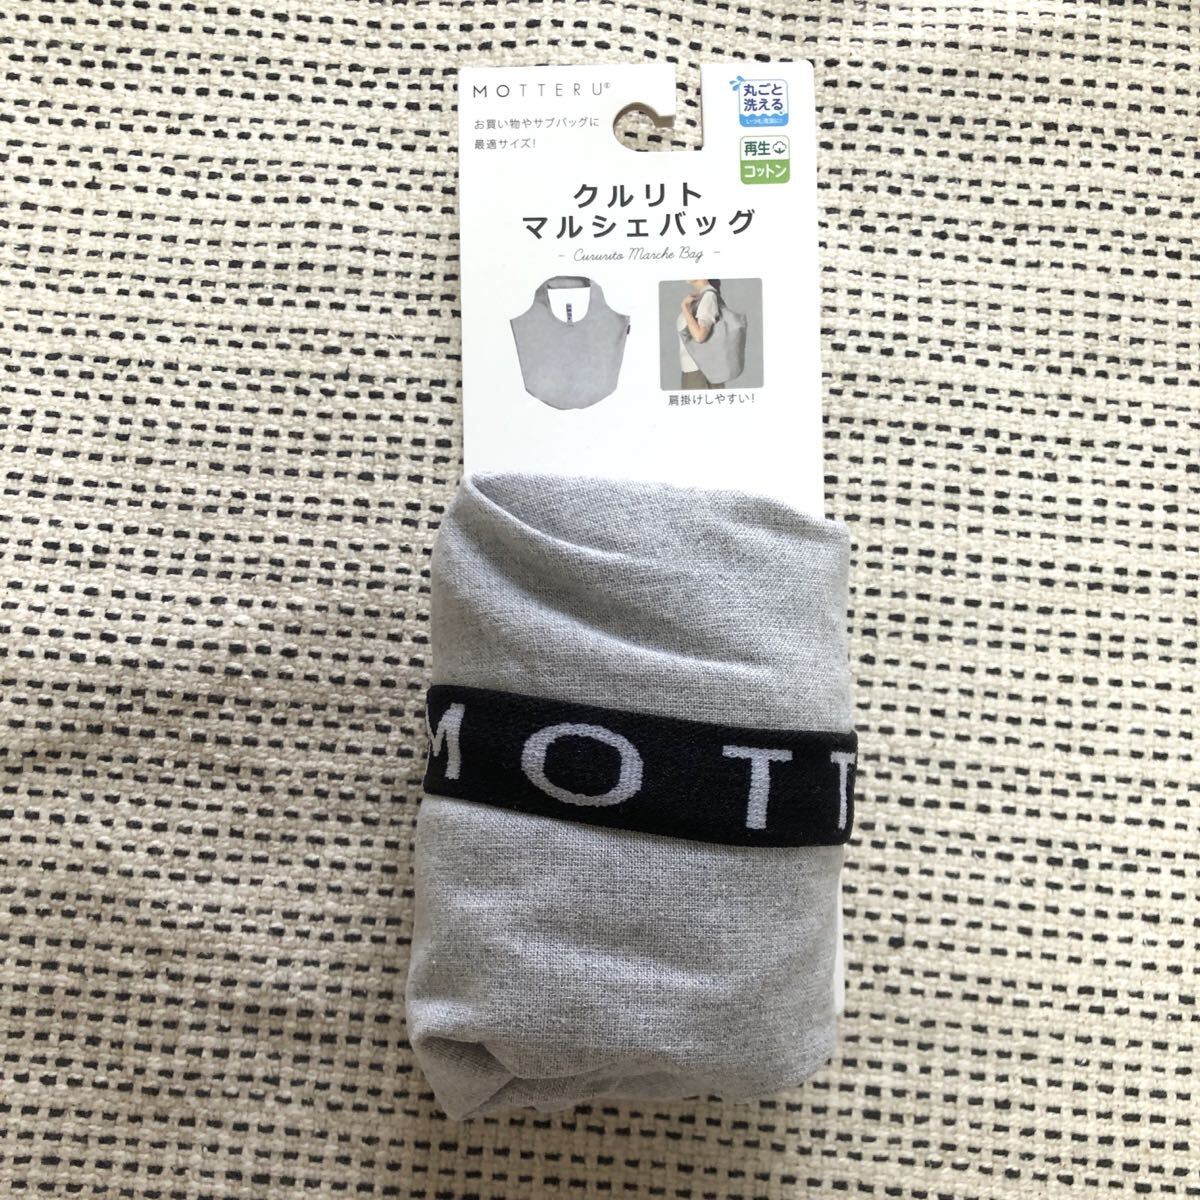 MOTTERU®
お買い物やサブバッグに
最適サイズ!
丸ごと
洗える
再生
コットン
クルリト
マルシェバッグ
- Cururito Marche Bag -
肩掛けしやすい!
MOTT